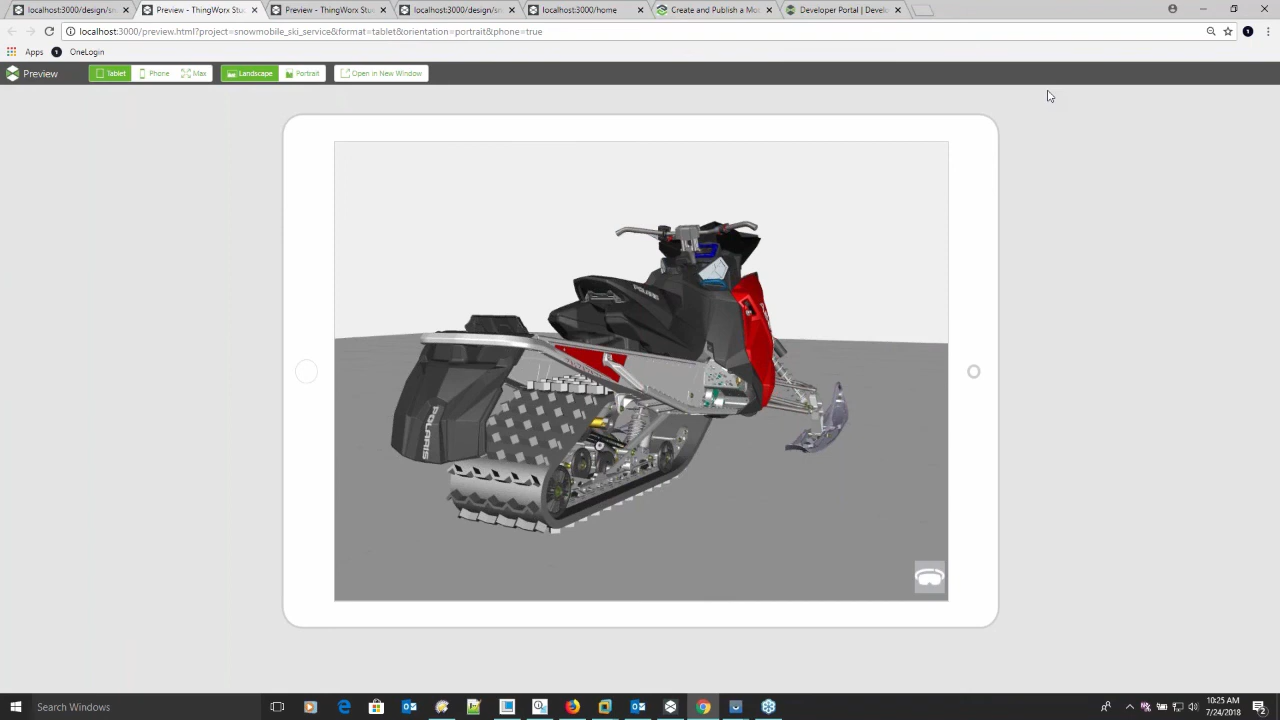 localhost:3000/design/sn
Preview - ThingWorx Stu
Preview - ThingWorx Stu
localhost:3000/design/sn
localhost:3000/home
Create and Publish a Mo
Developer Portal | Devel
localhost:3000/preview.html?project=snowmobile_ski_service&format=tablet&orientation=portrait&phone=true
Apps
OneLogin
Preview
Tablet
Phone
Max
Landscape
Portrait
Open in New Window
POLARIS
POLARIS
Search Windows
10:25 AM
7/24/2018
2